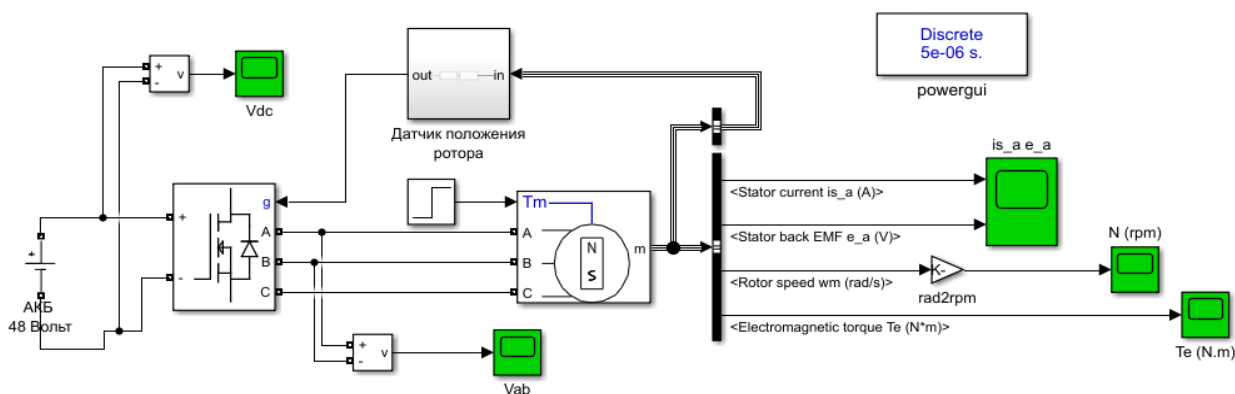 Discrete
5e-06 s.
powergui
+
-
v
Vdc
out
in
Датчик положения
ротора
is_a e_a
<Stator current is_a (A)>
<Stator back EMF e_a (V)>
<Rotor speed wm (rad/s)>
<Electromagnetic torque Te (N*m)>
K-
rad2rpm
N (rpm)
Te (N.m)
g
+
-
A
B
C
Tm
A
B
C
N
S
m
+
АКБ
48 Вольт
+
-
v
Vab